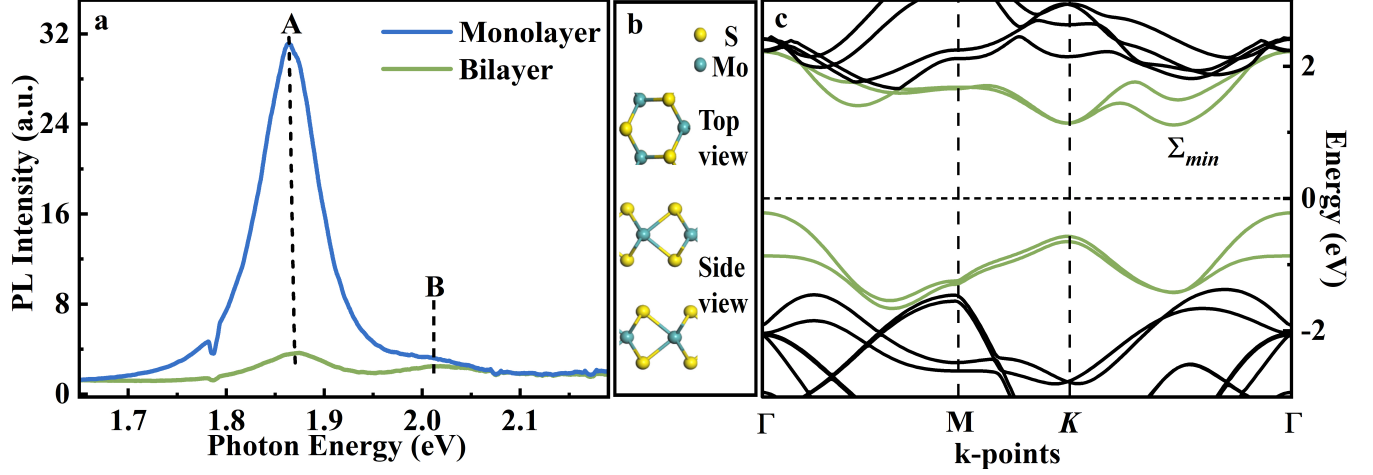 a
A
Monolayer
Bilayer
B
32
24
16
8
0
1.7
1.8
1.9
2.0
2.1
PL Intensity (a.u.)
Photon Energy (eV)
b
S
Mo
Top
view
Side
view
c
Σmin
2
0
-2
Energy (eV)
Γ
M
K
Γ
k-points